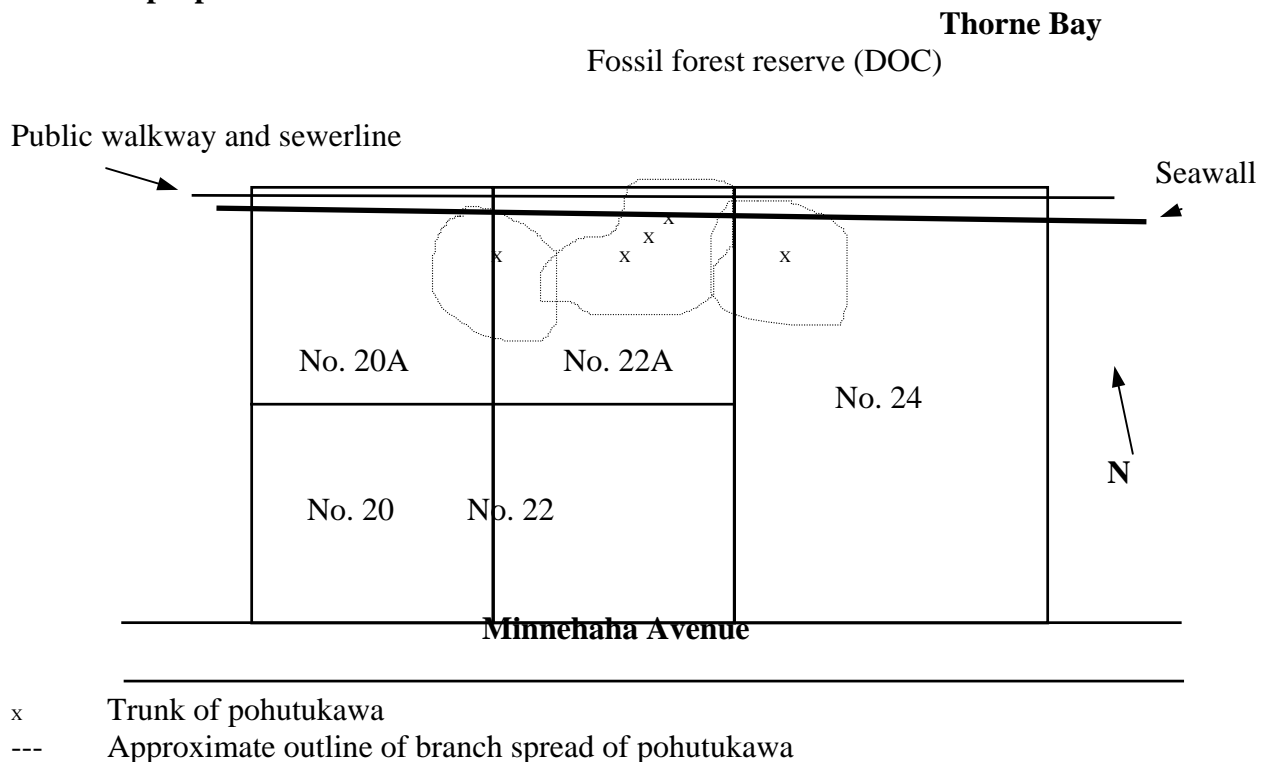 Thorne Bay
Fossil forest reserve (DOC)
Public walkway and sewerline
Seawall
x
x
x
x
x
No. 20A
No. 22A
No. 24
N
No. 20
No. 22
Minnehaha Avenue
x Trunk of pohutukawa
--- Approximate outline of branch spread of pohutukawa